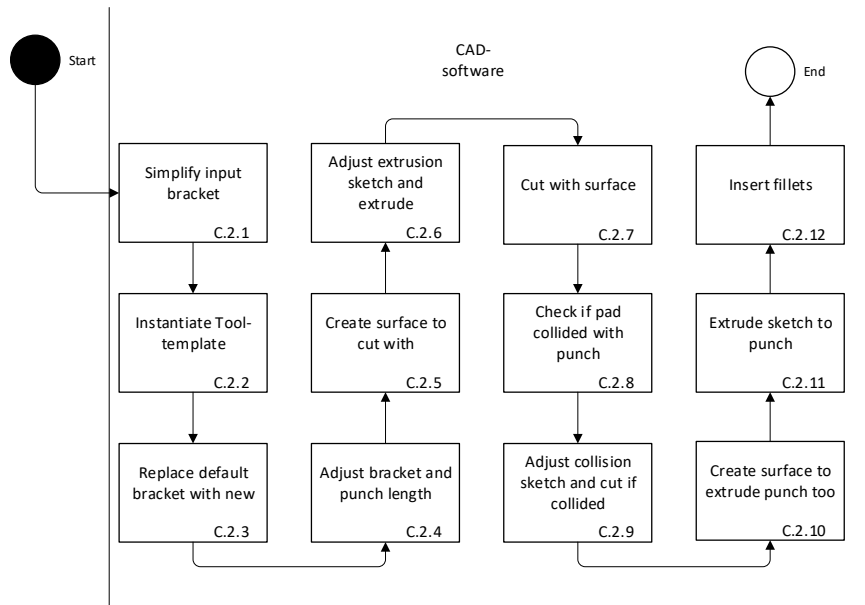 Start
CAD-
software
End
Simplify input
bracket
C.2.1
Instantiate Tool-
template
C.2.2
Replace default
bracket with new
C.2.3
Adjust bracket and
punch length
C.2.4
Create surface to
cut with
C.2.5
Adjust extrusion
sketch and
extrude
C.2.6
Cut with surface
C.2.7
Check if pad
collided with
punch
C.2.8
Adjust collision
sketch and cut if
collided
C.2.9
Create surface to
extrude punch too
C.2.10
Extrude sketch to
punch
C.2.11
Insert fillets
C.2.12